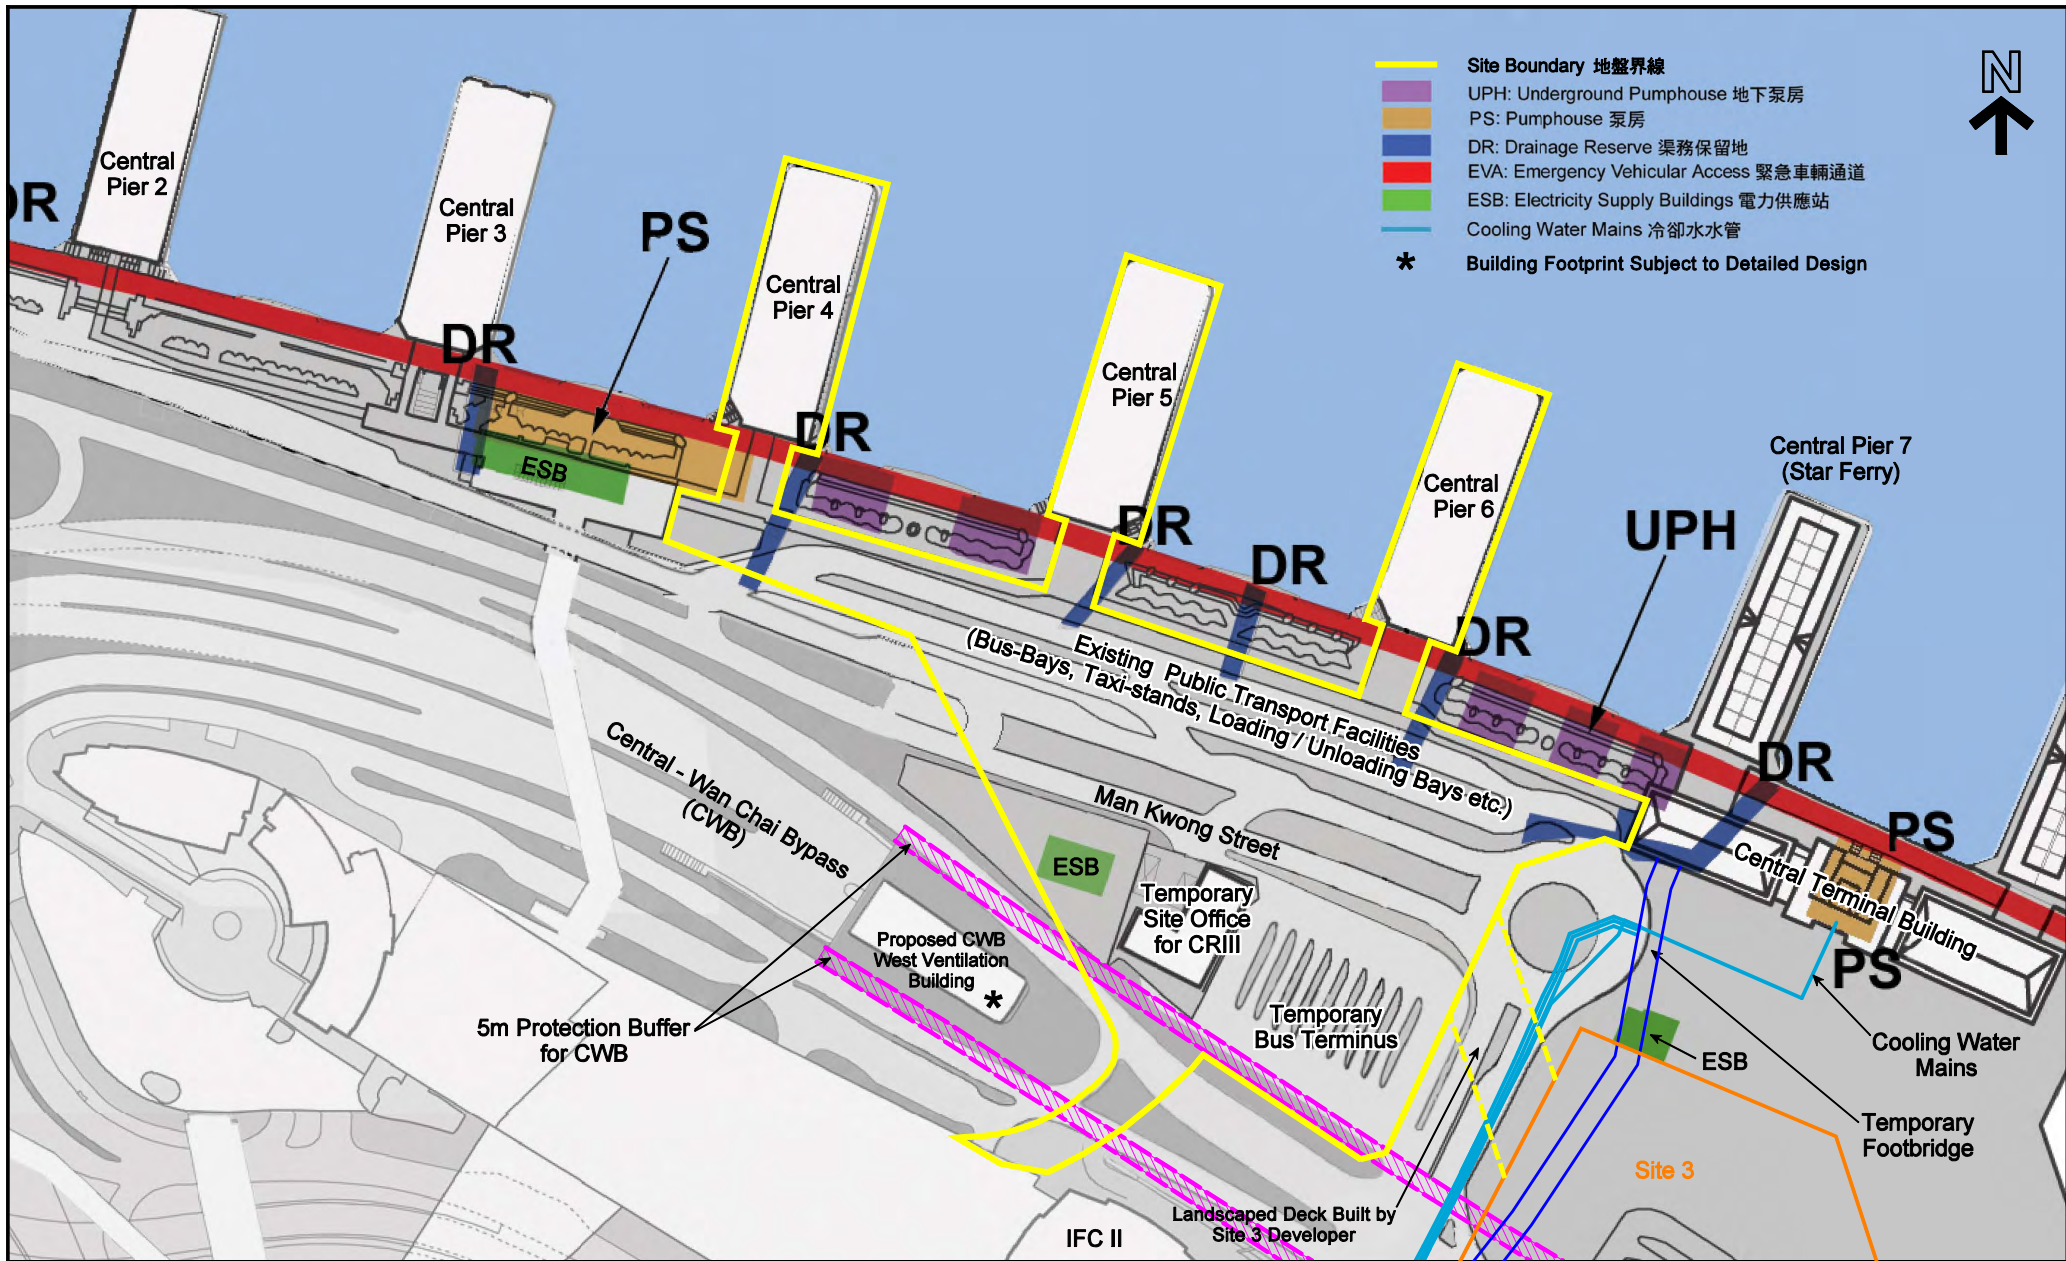 Site Boundary 地盤界線
UPH: Underground Pumphouse 地下泵房
PS: Pumphouse 泵房
DR: Drainage Reserve 渠務保留地
EVA: Emergency Vehicular Access 緊急車輛通道
ESB: Electricity Supply Buildings 電力供應站
Cooling Water Mains 冷卻水水管
* Building Footprint Subject to Detailed Design
N
Central
Pier 2
DR
Central
Pier 3
PS
Central
Pier 4
DR
ESB
DR
Central
Pier 5
DR
DR
Central
Pier 6
DR
UPH
Central Pier 7
(Star Ferry)
DR
PS
Central Terminal Building
PS
Existing Public Transport Facilities
(Bus-Bays, Taxi-stands, Loading / Unloading Bays etc.)
Man Kwong Street
Central - Wan Chai Bypass
(CWB)
ESB
Temporary
Site Office
for CRIII
Proposed CWB
West Ventilation
Building
*
Temporary
Bus Terminus
5m Protection Buffer
for CWB
ESB
Cooling Water
Mains
Temporary
Footbridge
Site 3
Landscaped Deck Built by
Site 3 Developer
IFC II